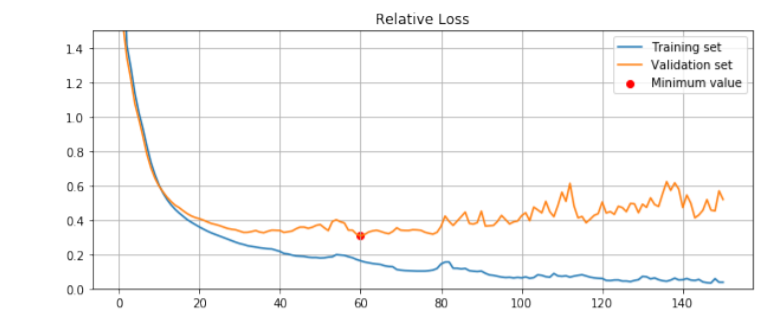 Relative Loss
Training set
Validation set
Minimum value
1.4
1.2
1.0
0.8
0.6
0.4
0.2
0.0
0 20 40 60 80 100 120 140